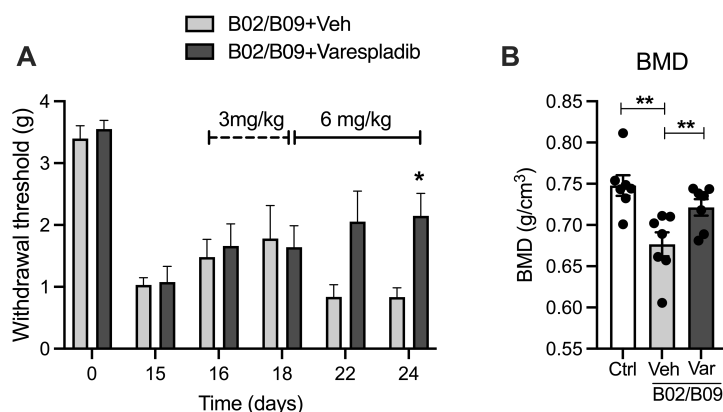 B02/B09+Veh
B02/B09+Varespladib
A
3mg/kg
6 mg/kg
*
Withdrawal threshold (g)
4
3
2
1
0
0 15 16 18 22 24
Time (days)
B
BMD
**
**
BMD (g/cm³)
0.85
0.80
0.75
0.70
0.65
0.60
0.55
Ctrl Veh Var
B02/B09